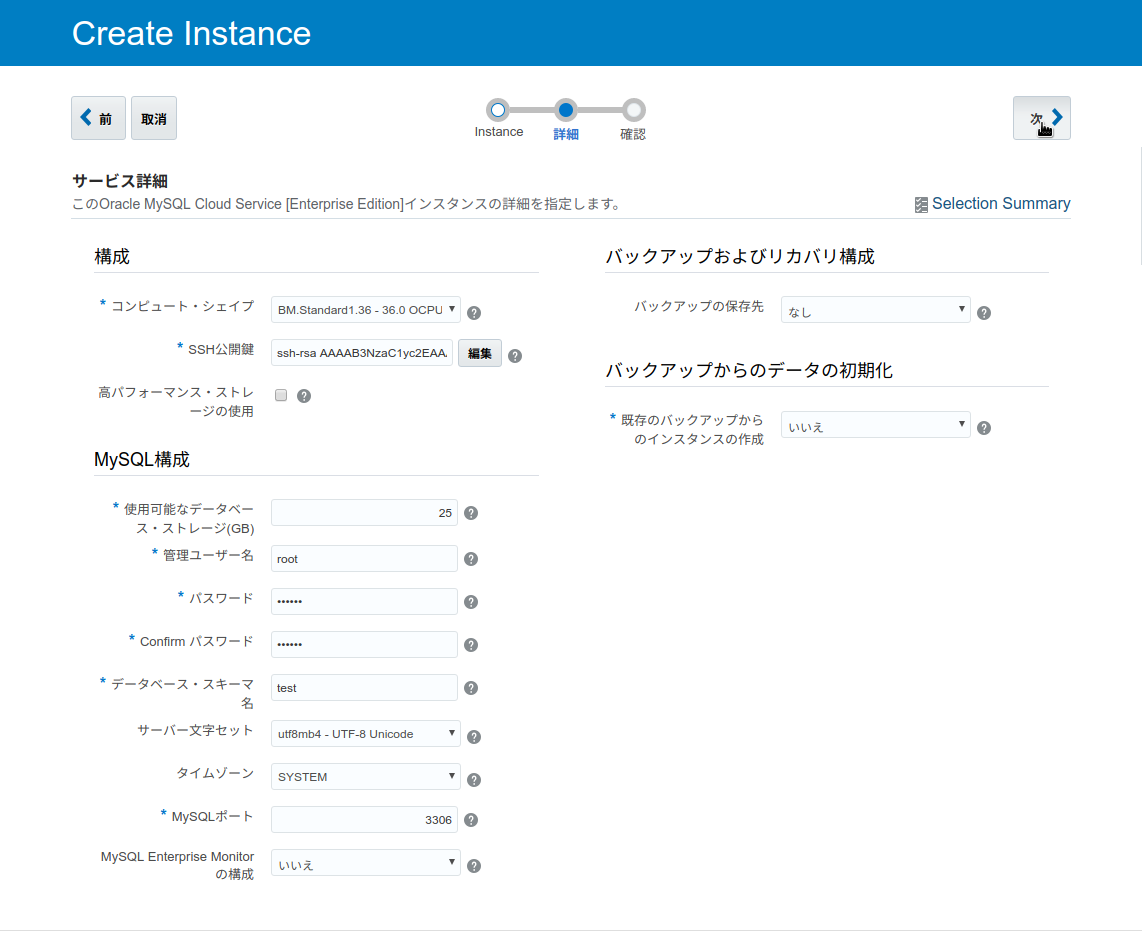 Create Instance
前
取消
Instance
詳細
確認
次
サービス詳細
このOracle MySQL Cloud Service [Enterprise Edition]インスタンスの詳細を指定します。
Selection Summary
構成
* コンピュート・シェイプ
BM.Standard1.36 - 36.0 OCPU
* SSH公開鍵
ssh-rsa AAAAB3NzaC1yc2EAA
編集
高パフォーマンス・ストレ
ージの使用
MySQL構成
* 使用可能なデータベー
ス・ストレージ(GB)
25
* 管理ユーザー名
root
* パスワード
••••••
* Confirm パスワード
••••••
* データベース・スキーマ
名
test
サーバー文字セット
utf8mb4 - UTF-8 Unicode
タイムゾーン
SYSTEM
* MySQLポート
3306
MySQL Enterprise Monitor
の構成
いいえ
バックアップおよびリカバリ構成
バックアップの保存先
なし
バックアップからのデータの初期化
* 既存のバックアップから
のインスタンスの作成
いいえ